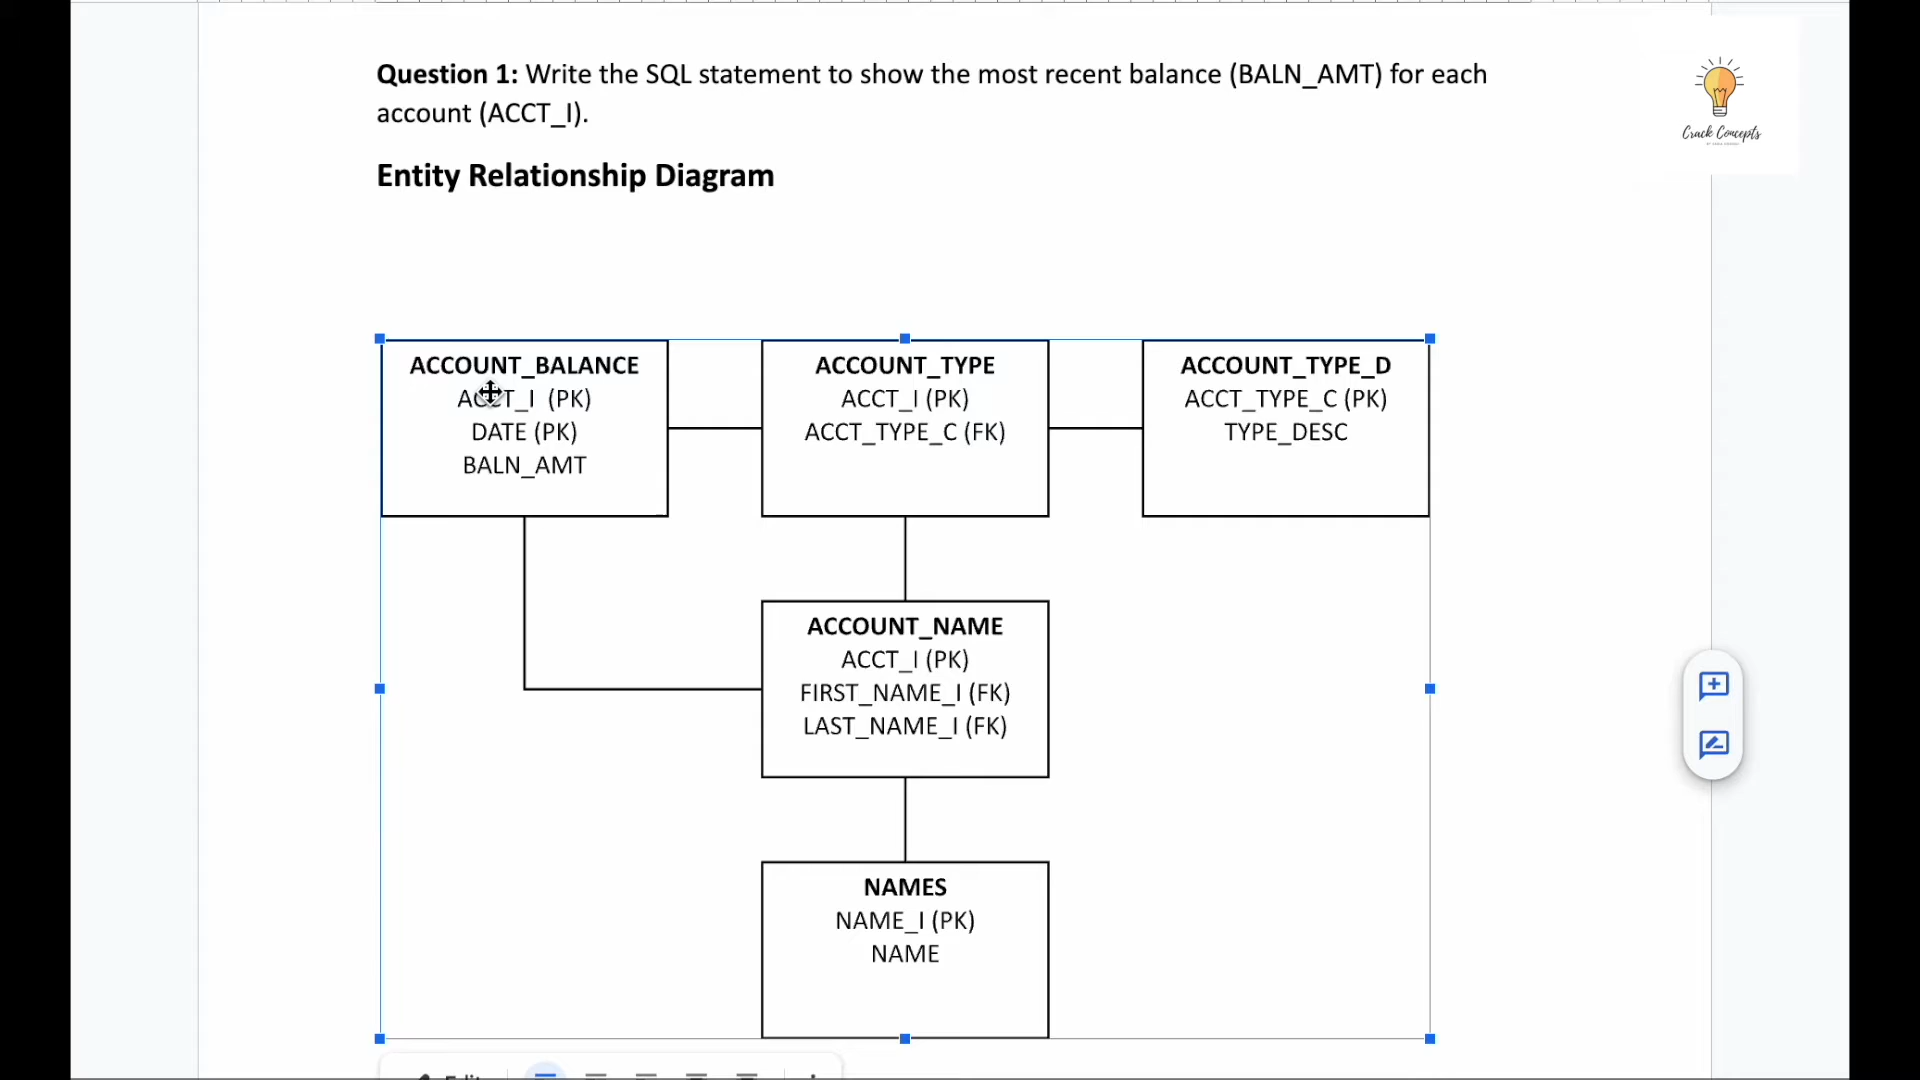 Question 1: Write the SQL statement to show the most recent balance (BALN_AMT) for each
account (ACCT_I).
Crack Concepts
Entity Relationship Diagram
ACCOUNT_BALANCE
ACCT_I (PK)
DATE (PK)
BALN_AMT
ACCOUNT_TYPE
ACCT_I (PK)
ACCT_TYPE_C (FK)
ACCOUNT_TYPE_D
ACCT_TYPE_C (PK)
TYPE_DESC
ACCOUNT_NAME
ACCT_I (PK)
FIRST_NAME_I (FK)
LAST_NAME_I (FK)
NAMES
NAME_I (PK)
NAME